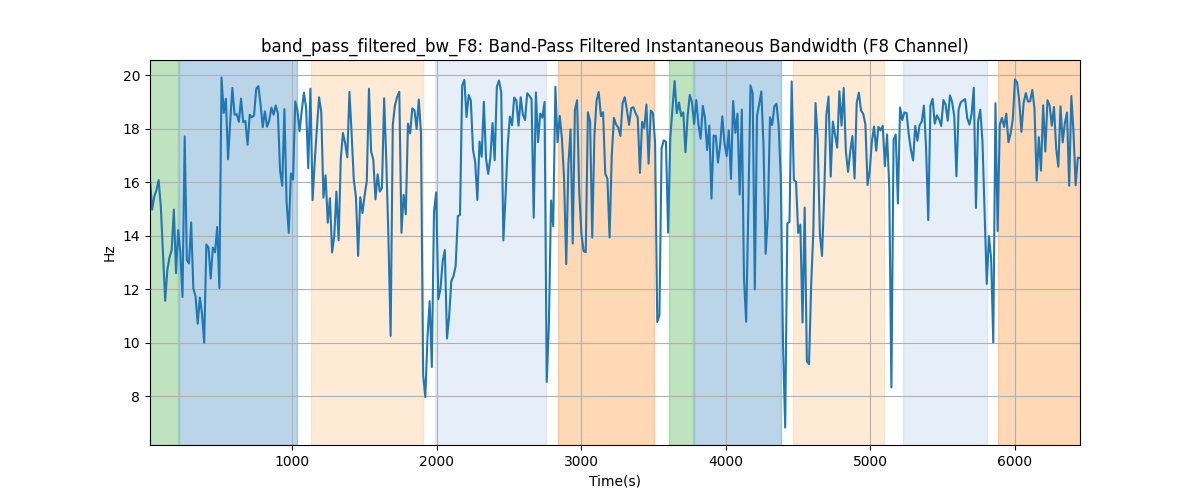 band_pass_filtered_bw_F8: Band-Pass Filtered Instantaneous Bandwidth (F8 Channel)
20
18
16
14
12
10
8
Hz
1000 2000 3000 4000 5000 6000
Time(s)